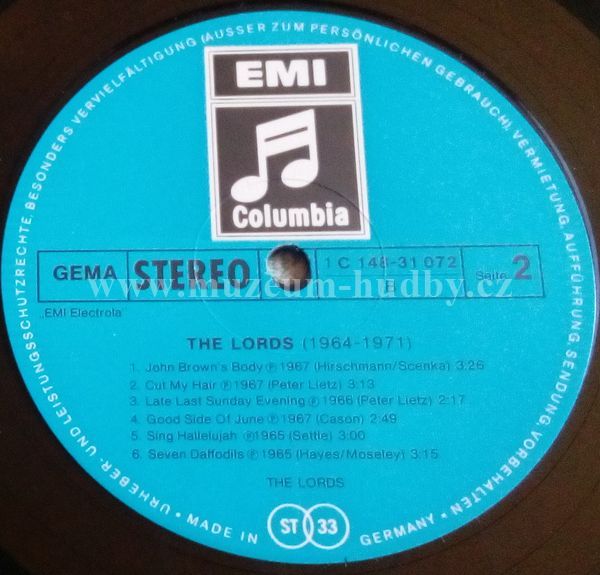 URHEBER- UND LEISTUNGSSCHUTZRECHTE, BESONDERS VERVIELFÄLTIGUNG (AUSSER ZUM PERSÖNLICHEN GEBRAUCH), VERMIETUNG, AUFFÜHRUNG, SENDUNG, VORBEHALTEN •
EMI
Columbia
GEMA STEREO 1 C 148-31 072 Seite 2
B
www.muzeum-hudby.cz
„EMI Electrola"
THE LORDS (1964-1971)
1. John Brown's Body ℗ 1967 (Hirschmann/Scenka) 3:26
2. Cut My Hair ℗ 1967 (Peter Lietz) 3:13
3. Late Last Sunday Evening ℗ 1966 (Peter Lietz) 2:17
4. Good Side Of June ℗ 1967 (Cason) 2:49
5. Sing Hallelujah ℗ 1965 (Settle) 3:00
6. Seven Daffodils ℗ 1965 (Hayes/Moseley) 3:15
THE LORDS
• MADE IN GERMANY •
ST 33